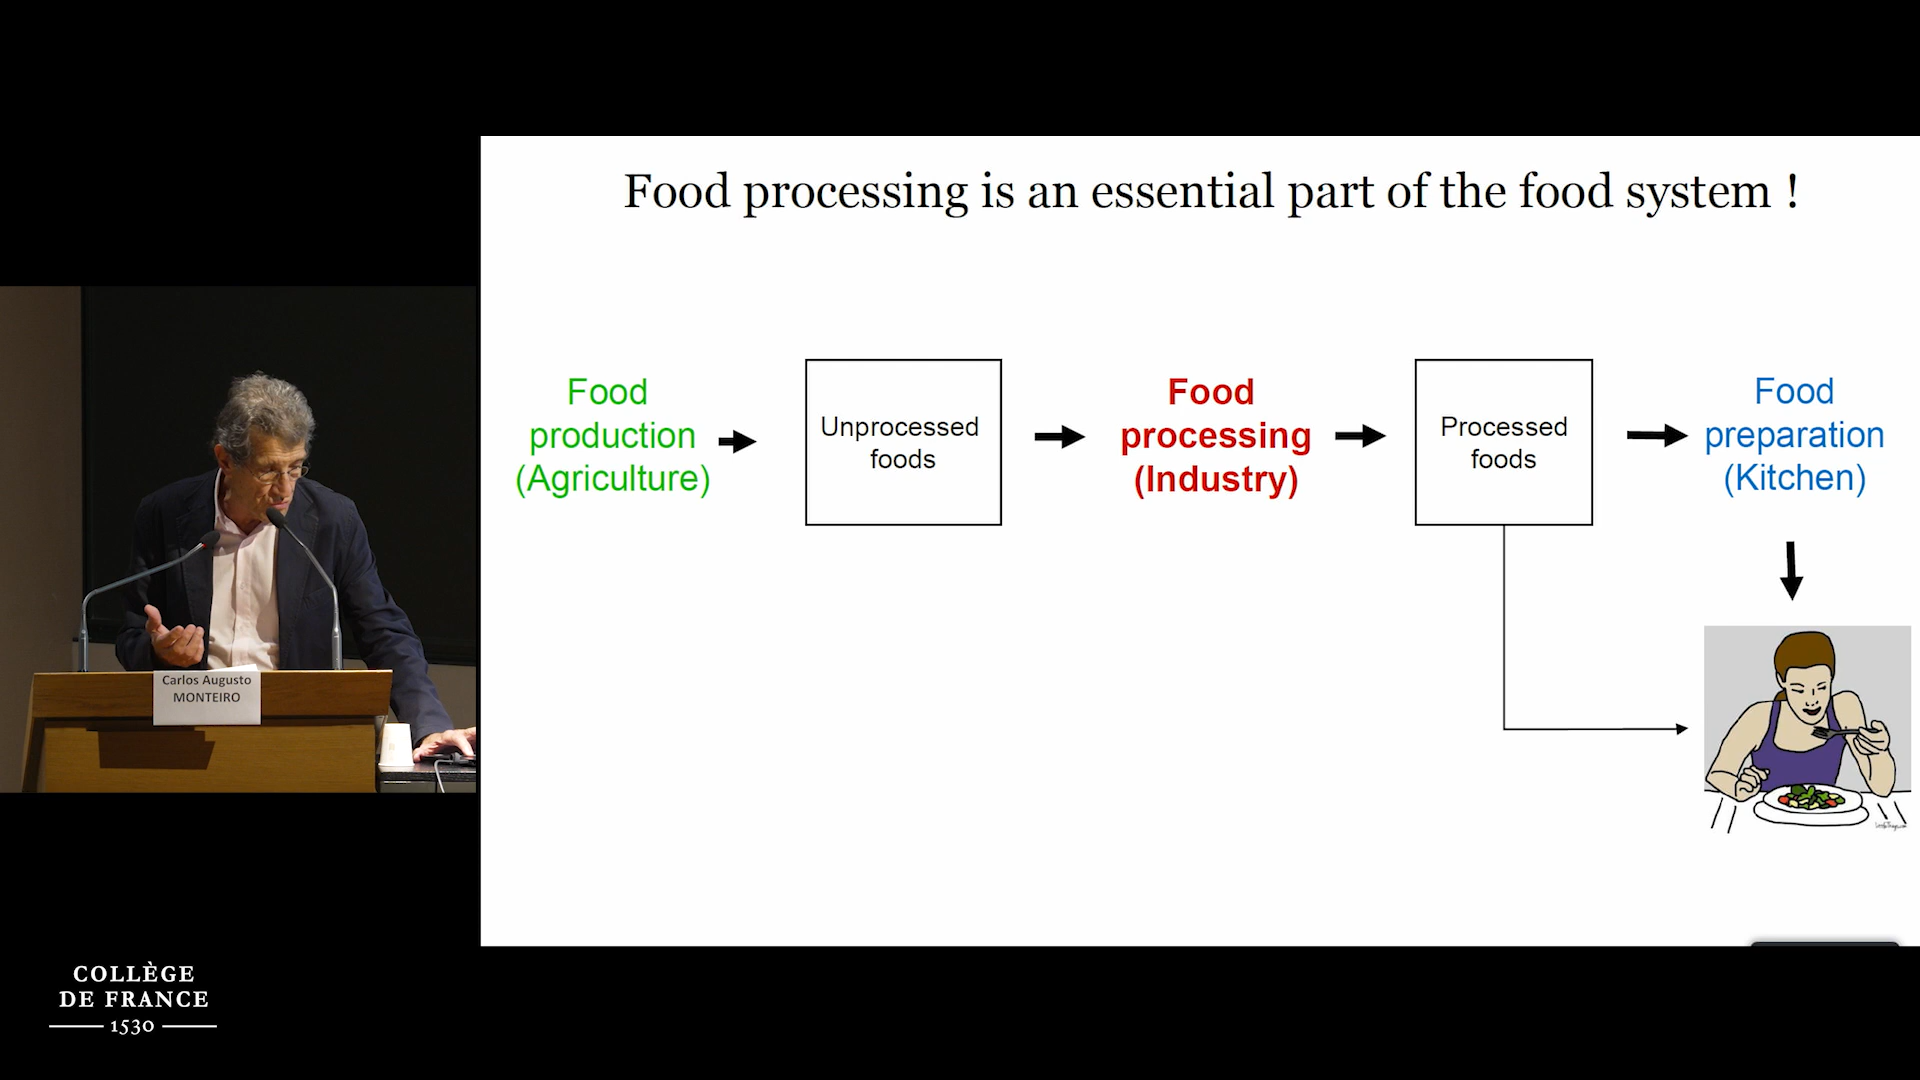 Food processing is an essential part of the food system !
Food
production
(Agriculture)
Unprocessed
foods
Food
processing
(Industry)
Processed
foods
Food
preparation
(Kitchen)
Carlos Augusto
MONTEIRO
COLLÈGE
DE FRANCE
1530